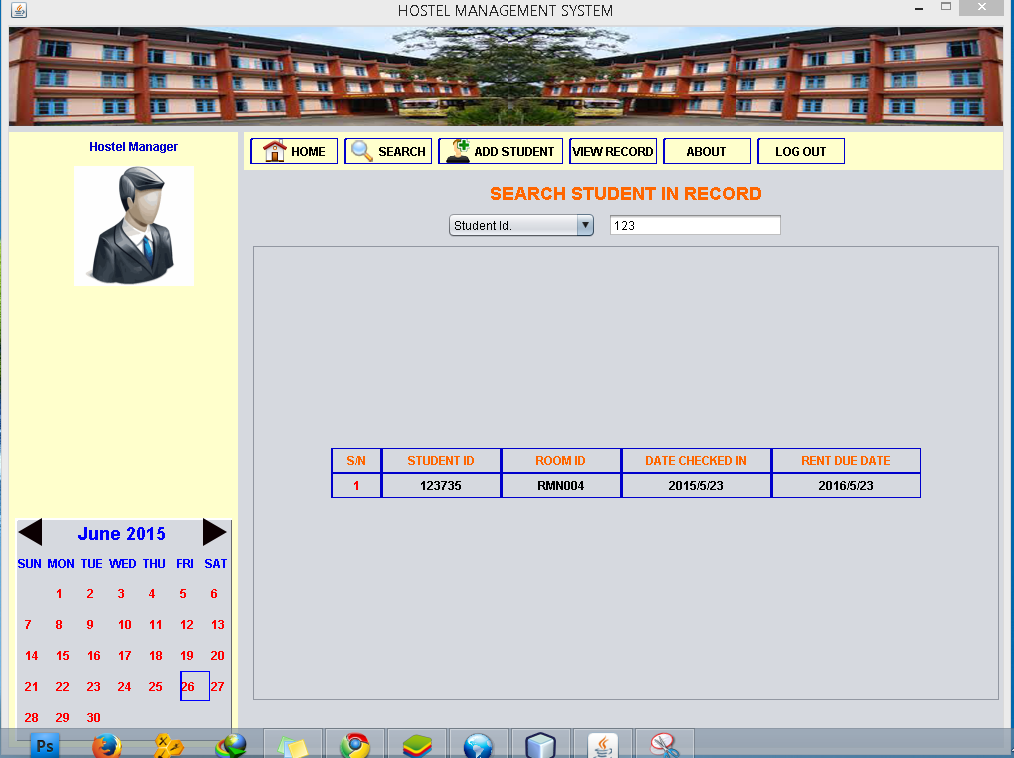 HOSTEL MANAGEMENT SYSTEM
Hostel Manager
HOME SEARCH ADD STUDENT VIEW RECORD ABOUT LOG OUT
SEARCH STUDENT IN RECORD
Student Id. 123
S/N STUDENT ID ROOM ID DATE CHECKED IN RENT DUE DATE
1 123735 RMN004 2015/5/23 2016/5/23
June 2015
SUN MON TUE WED THU FRI SAT
1 2 3 4 5 6
7 8 9 10 11 12 13
14 15 16 17 18 19 20
21 22 23 24 25 26 27
28 29 30
Ps